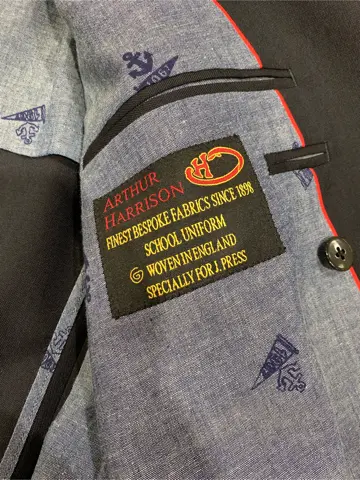 ARTHUR
HARRISON
FINEST BESPOKE FABRICS SINCE 1898
SCHOOL UNIFORM
WOVEN IN ENGLAND
SPECIALLY FOR J. PRESS